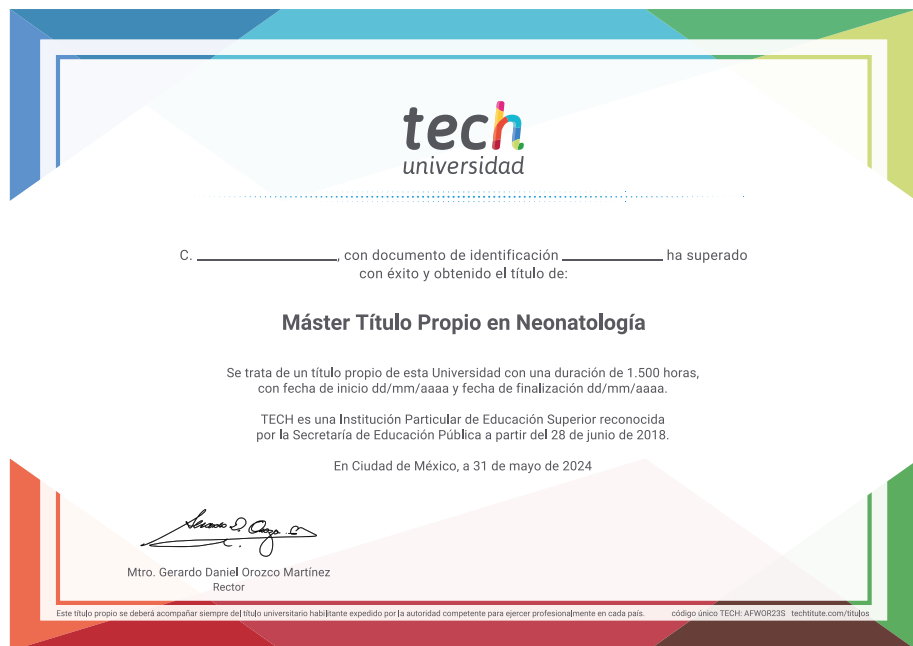 tech
universidad
C. ____________, con documento de identificación ____________ ha superado
con éxito y obtenido el título de:
Máster Título Propio en Neonatología
Se trata de un título propio de esta Universidad con una duración de 1.500 horas,
con fecha de inicio dd/mm/aaaa y fecha de finalización dd/mm/aaaa.
TECH es una Institución Particular de Educación Superior reconocida
por la Secretaría de Educación Pública a partir del 28 de junio de 2018.
En Ciudad de México, a 31 de mayo de 2024
Mtro. Gerardo Daniel Orozco Martínez
Rector
Este título propio se deberá acompañar siempre del título universitario habilitante expedido por la autoridad competente para ejercer profesionalmente en cada país. código único TECH: AFWOR23S techtitute.com/titulos